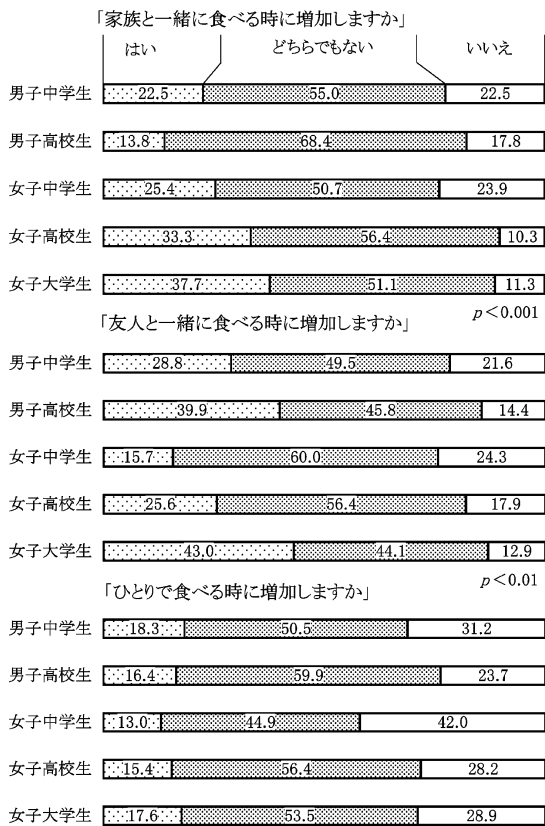 「家族と一緒に食べる時に増加しますか」
はい どちらでもない いいえ
男子中学生 22.5 55.0 22.5
男子高校生 13.8 68.4 17.8
女子中学生 25.4 50.7 23.9
女子高校生 33.3 56.4 10.3
女子大学生 37.7 51.1 11.3
p＜0.001
「友人と一緒に食べる時に増加しますか」
男子中学生 28.8 49.5 21.6
男子高校生 39.9 45.8 14.4
女子中学生 15.7 60.0 24.3
女子高校生 25.6 56.4 17.9
女子大学生 43.0 44.1 12.9
p＜0.01
「ひとりで食べる時に増加しますか」
男子中学生 18.3 50.5 31.2
男子高校生 16.4 59.9 23.7
女子中学生 13.0 44.9 42.0
女子高校生 15.4 56.4 28.2
女子大学生 17.6 53.5 28.9